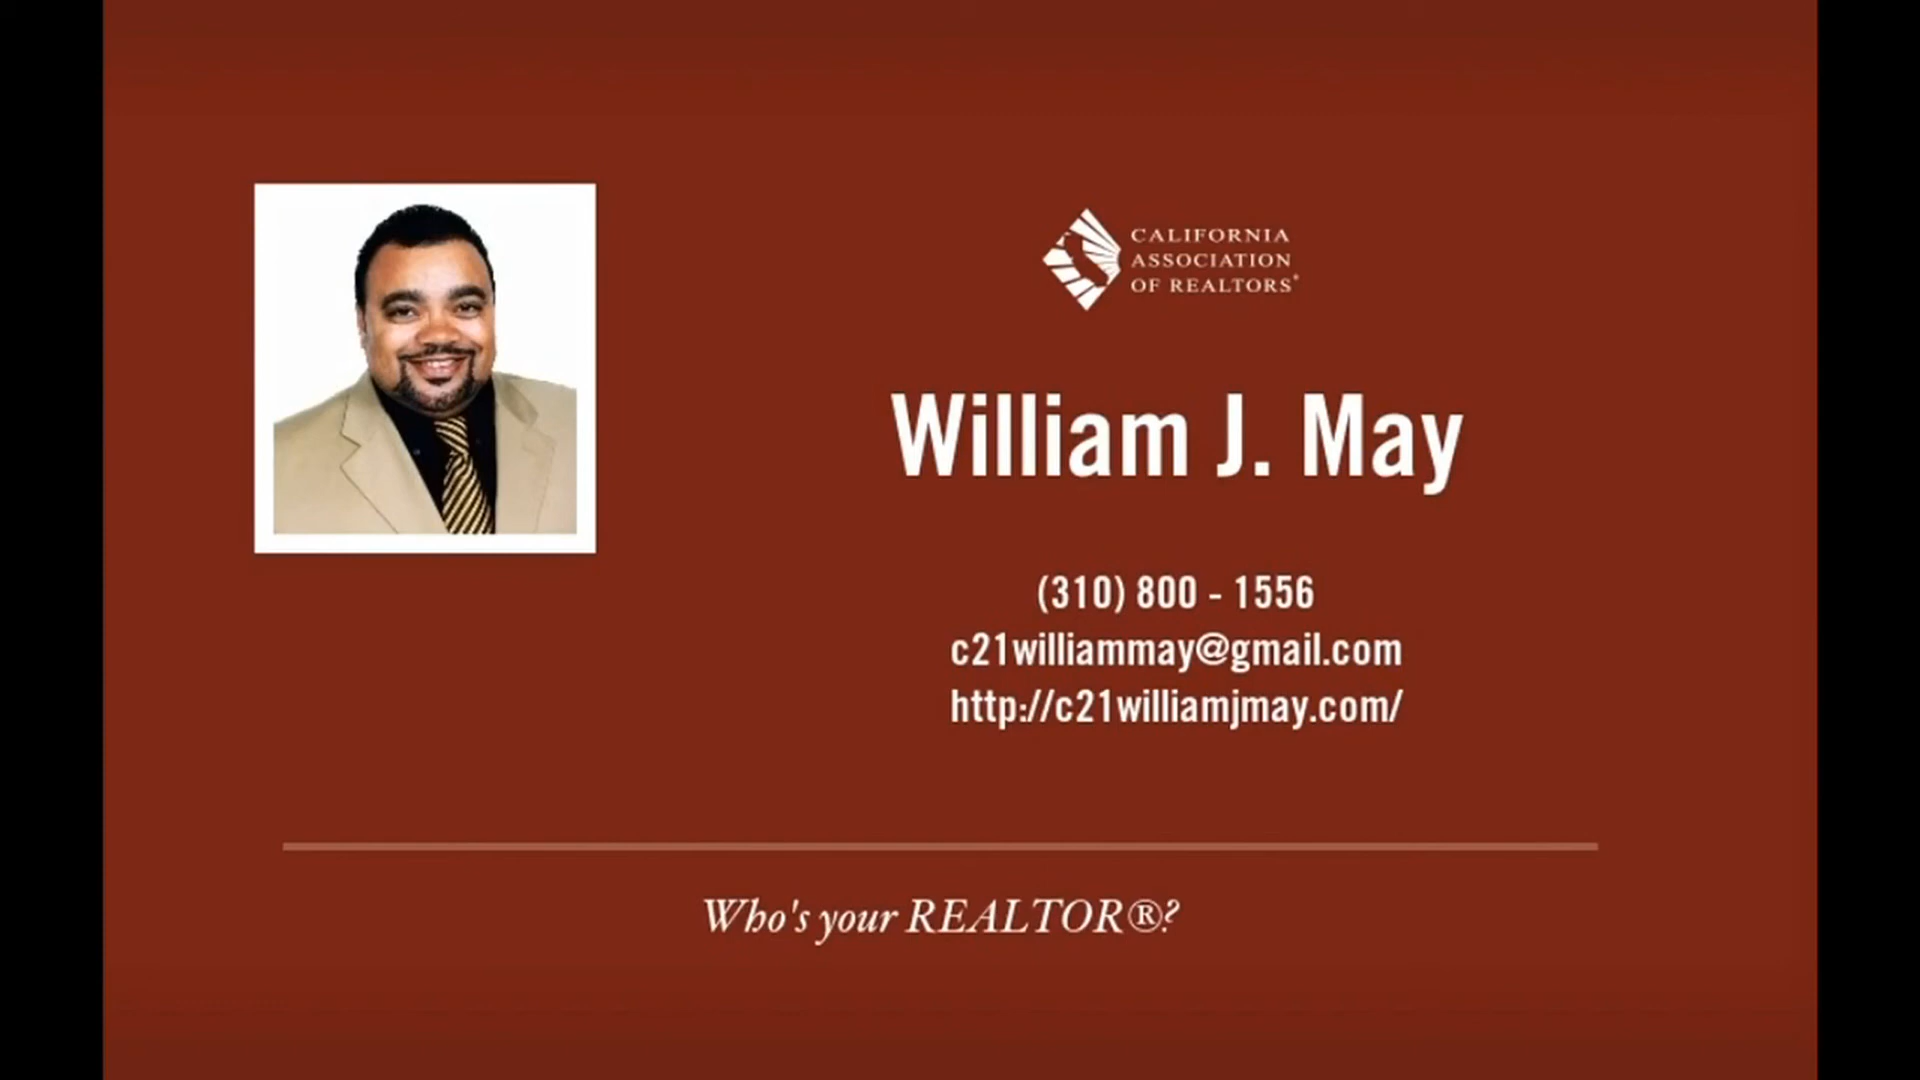 CALIFORNIA
ASSOCIATION
OF REALTORS®
William J. May
(310) 800 - 1556
c21williammay@gmail.com
http://c21williamjmay.com/
Who's your REALTOR®?